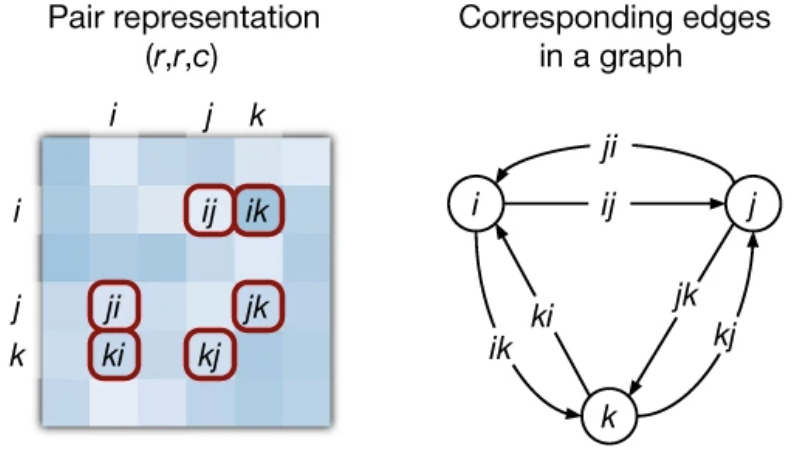 Pair representation
(r,r,c)
i j k
i ij ik
j ji jk
k ki kj
Corresponding edges
in a graph
ji
i ij j
jk
ki
kj
ik
k